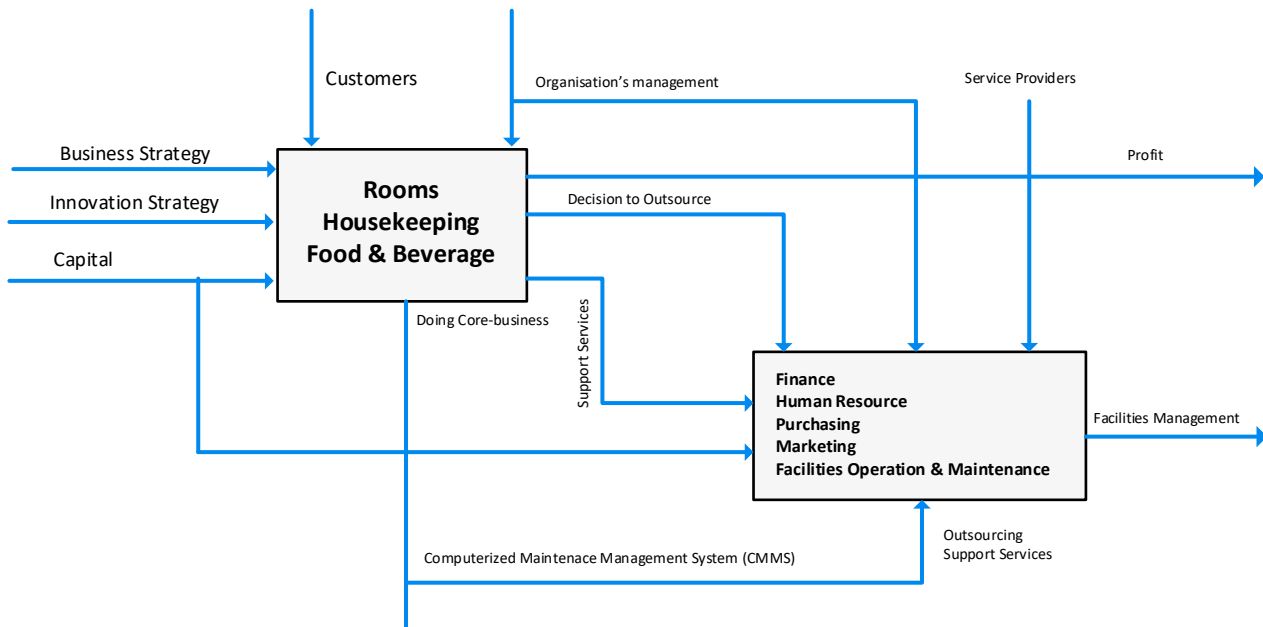 Customers
Organisation's management
Service Providers
Business Strategy
Profit
Innovation Strategy
Rooms
Housekeeping
Food & Beverage
Decision to Outsource
Capital
Doing Core-business
Support Services
Finance
Human Resource
Purchasing
Marketing
Facilities Operation & Maintenance
Facilities Management
Computerized Maintenace Management System (CMMS)
Outsourcing
Support Services